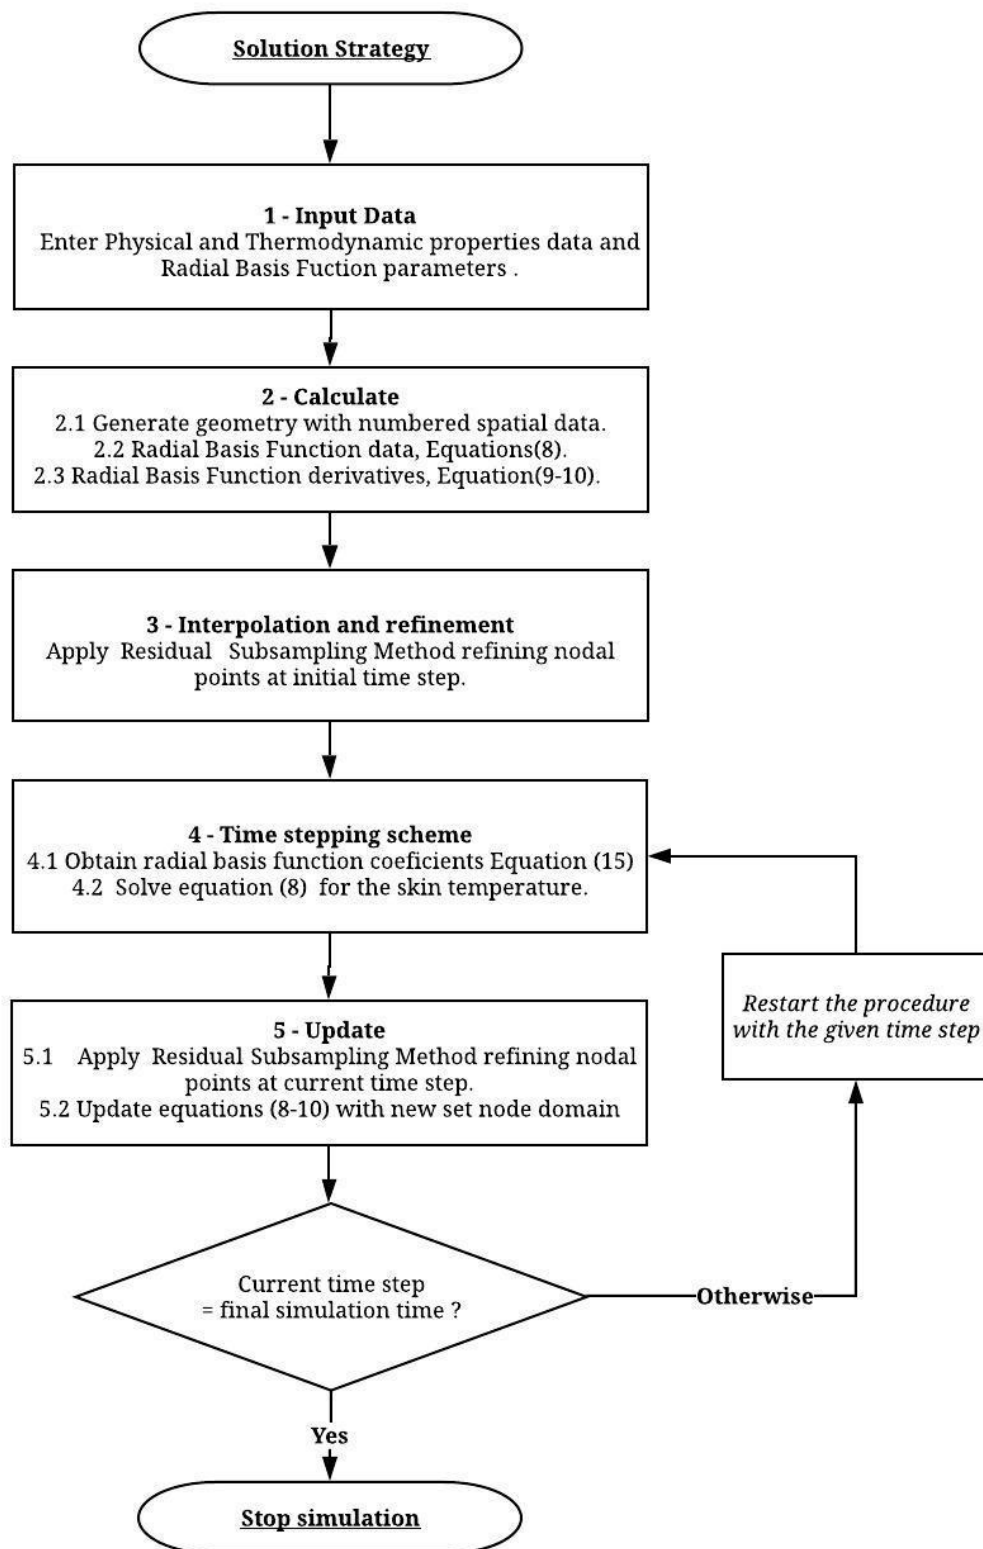 Solution Strategy
1 - Input Data
Enter Physical and Thermodynamic properties data and
Radial Basis Fuction parameters .
2 - Calculate
2.1 Generate geometry with numbered spatial data.
2.2 Radial Basis Function data, Equations(8).
2.3 Radial Basis Function derivatives, Equation(9-10).
3 - Interpolation and refinement
Apply Residual Subsampling Method refining nodal
points at initial time step.
4 - Time stepping scheme
4.1 Obtain radial basis function coeficients Equation (15)
4.2 Solve equation (8) for the skin temperature.
Restart the procedure
with the given time step
5 - Update
5.1 Apply Residual Subsampling Method refining nodal
points at current time step.
5.2 Update equations (8-10) with new set node domain
Current time step
= final simulation time ?
Otherwise
Yes
Stop simulation